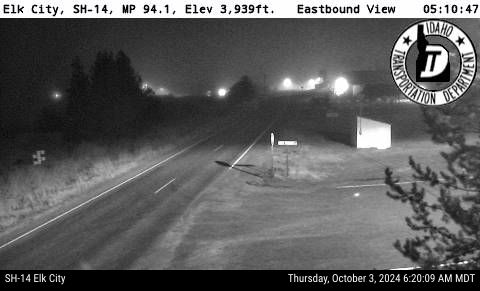 Elk City, SH-14, MP 94.1, Elev 3,939ft. Eastbound View 05:10:47
IDAHO
TRANSPORTATION DEPARTMENT
SH-14 Elk City Thursday, October 3, 2024 6:20:09 AM MDT